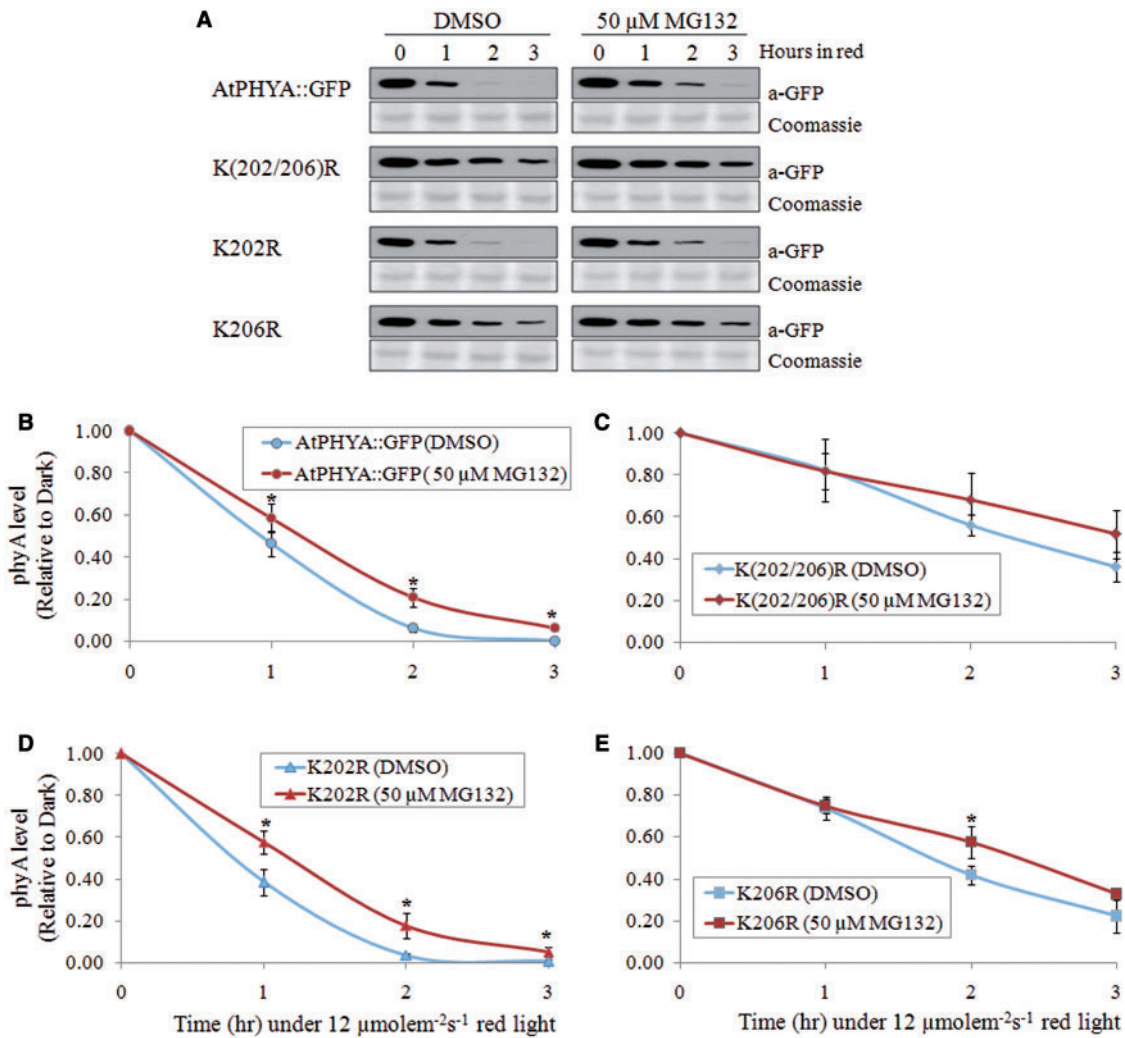 A
DMSO
50 µM MG132
0 1 2 3
0 1 2 3
Hours in red
AtPHYA::GFP
a-GFP
Coomassie
K(202/206)R
a-GFP
Coomassie
K202R
a-GFP
Coomassie
K206R
a-GFP
Coomassie
B
phyA level
(Relative to Dark)
1.00
0.80
0.60
0.40
0.20
0.00
AtPHYA::GFP(DMSO)
AtPHYA::GFP(50 µM MG132)
*
*
*
0 1 2 3
C
1.00
0.80
0.60
0.40
0.20
0.00
K(202/206)R (DMSO)
K(202/206)R (50 µM MG132)
0 1 2 3
D
phyA level
(Relative to Dark)
1.00
0.80
0.60
0.40
0.20
0.00
K202R (DMSO)
K202R (50 µM MG132)
*
*
*
0 1 2 3
Time (hr) under 12 µmolem⁻²s⁻¹ red light
E
1.00
0.80
0.60
0.40
0.20
0.00
*
K206R (DMSO)
K206R (50 µM MG132)
0 1 2 3
Time (hr) under 12 µmolem⁻²s⁻¹ red light